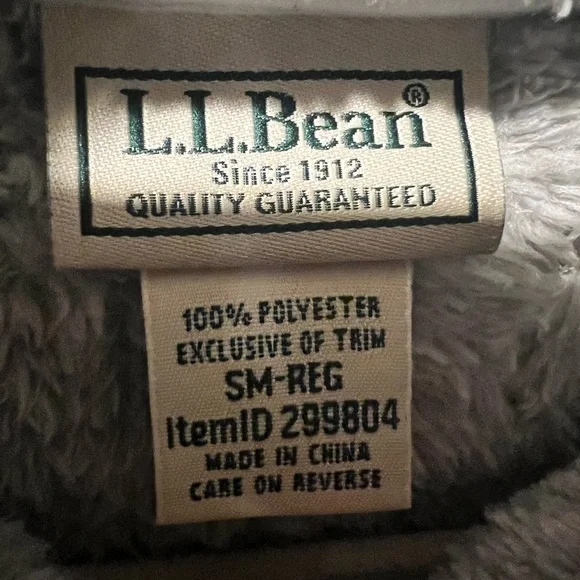 L.L.Bean®
Since 1912
QUALITY GUARANTEED
100% POLYESTER
EXCLUSIVE OF TRIM
SM-REG
ItemID 299804
MADE IN CHINA
CARE ON REVERSE